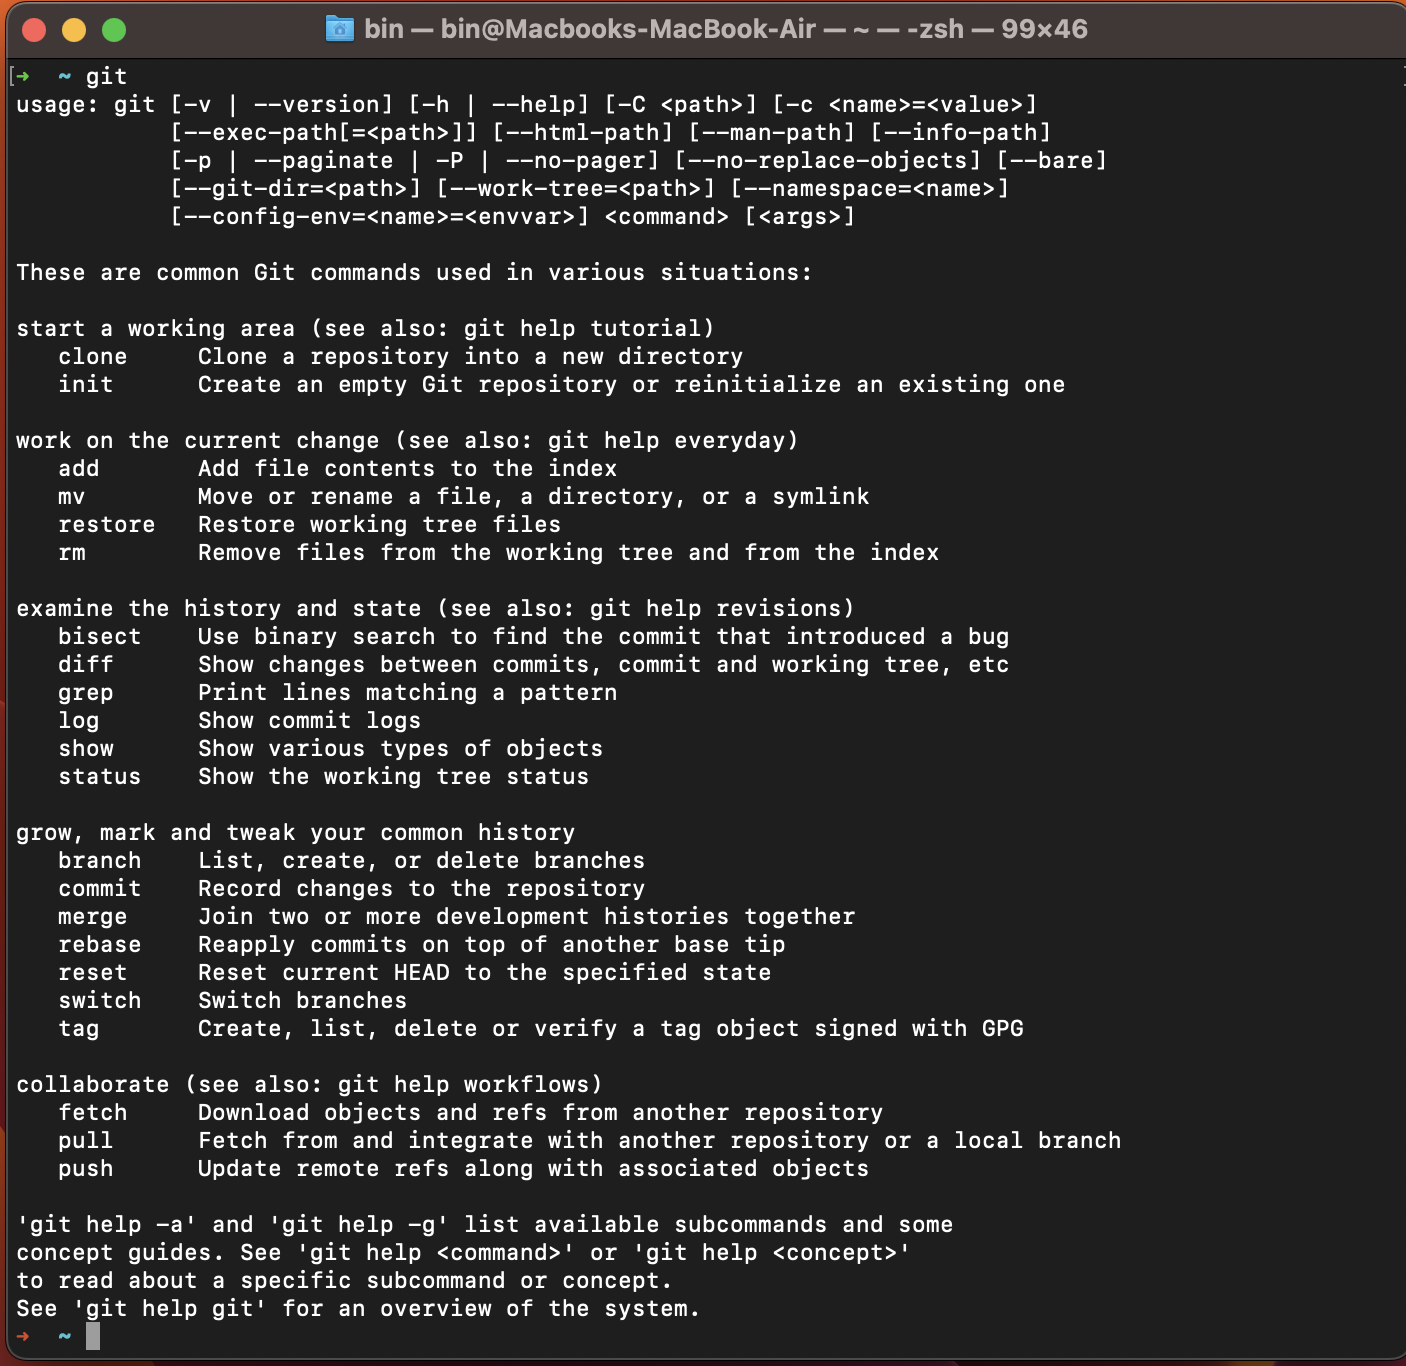 bin — bin@Macbooks-MacBook-Air — ~ — -zsh — 99×46
[➜  ~ git
usage: git [-v | --version] [-h | --help] [-C <path>] [-c <name>=<value>]
           [--exec-path[=<path>]] [--html-path] [--man-path] [--info-path]
           [-p | --paginate | -P | --no-pager] [--no-replace-objects] [--bare]
           [--git-dir=<path>] [--work-tree=<path>] [--namespace=<name>]
           [--config-env=<name>=<envvar>] <command> [<args>]

These are common Git commands used in various situations:

start a working area (see also: git help tutorial)
   clone     Clone a repository into a new directory
   init      Create an empty Git repository or reinitialize an existing one

work on the current change (see also: git help everyday)
   add       Add file contents to the index
   mv        Move or rename a file, a directory, or a symlink
   restore   Restore working tree files
   rm        Remove files from the working tree and from the index

examine the history and state (see also: git help revisions)
   bisect    Use binary search to find the commit that introduced a bug
   diff      Show changes between commits, commit and working tree, etc
   grep      Print lines matching a pattern
   log       Show commit logs
   show      Show various types of objects
   status    Show the working tree status

grow, mark and tweak your common history
   branch    List, create, or delete branches
   commit    Record changes to the repository
   merge     Join two or more development histories together
   rebase    Reapply commits on top of another base tip
   reset     Reset current HEAD to the specified state
   switch    Switch branches
   tag       Create, list, delete or verify a tag object signed with GPG

collaborate (see also: git help workflows)
   fetch     Download objects and refs from another repository
   pull      Fetch from and integrate with another repository or a local branch
   push      Update remote refs along with associated objects

'git help -a' and 'git help -g' list available subcommands and some
concept guides. See 'git help <command>' or 'git help <concept>'
to read about a specific subcommand or concept.
See 'git help git' for an overview of the system.
➜  ~